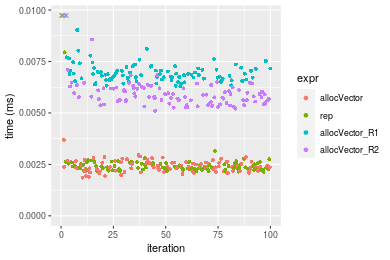 0.0100
0.0075
0.0050
0.0025
0.0000
time (ms)
0
25
50
75
100
iteration
expr
allocVector
rep
allocVector_R1
allocVector_R2